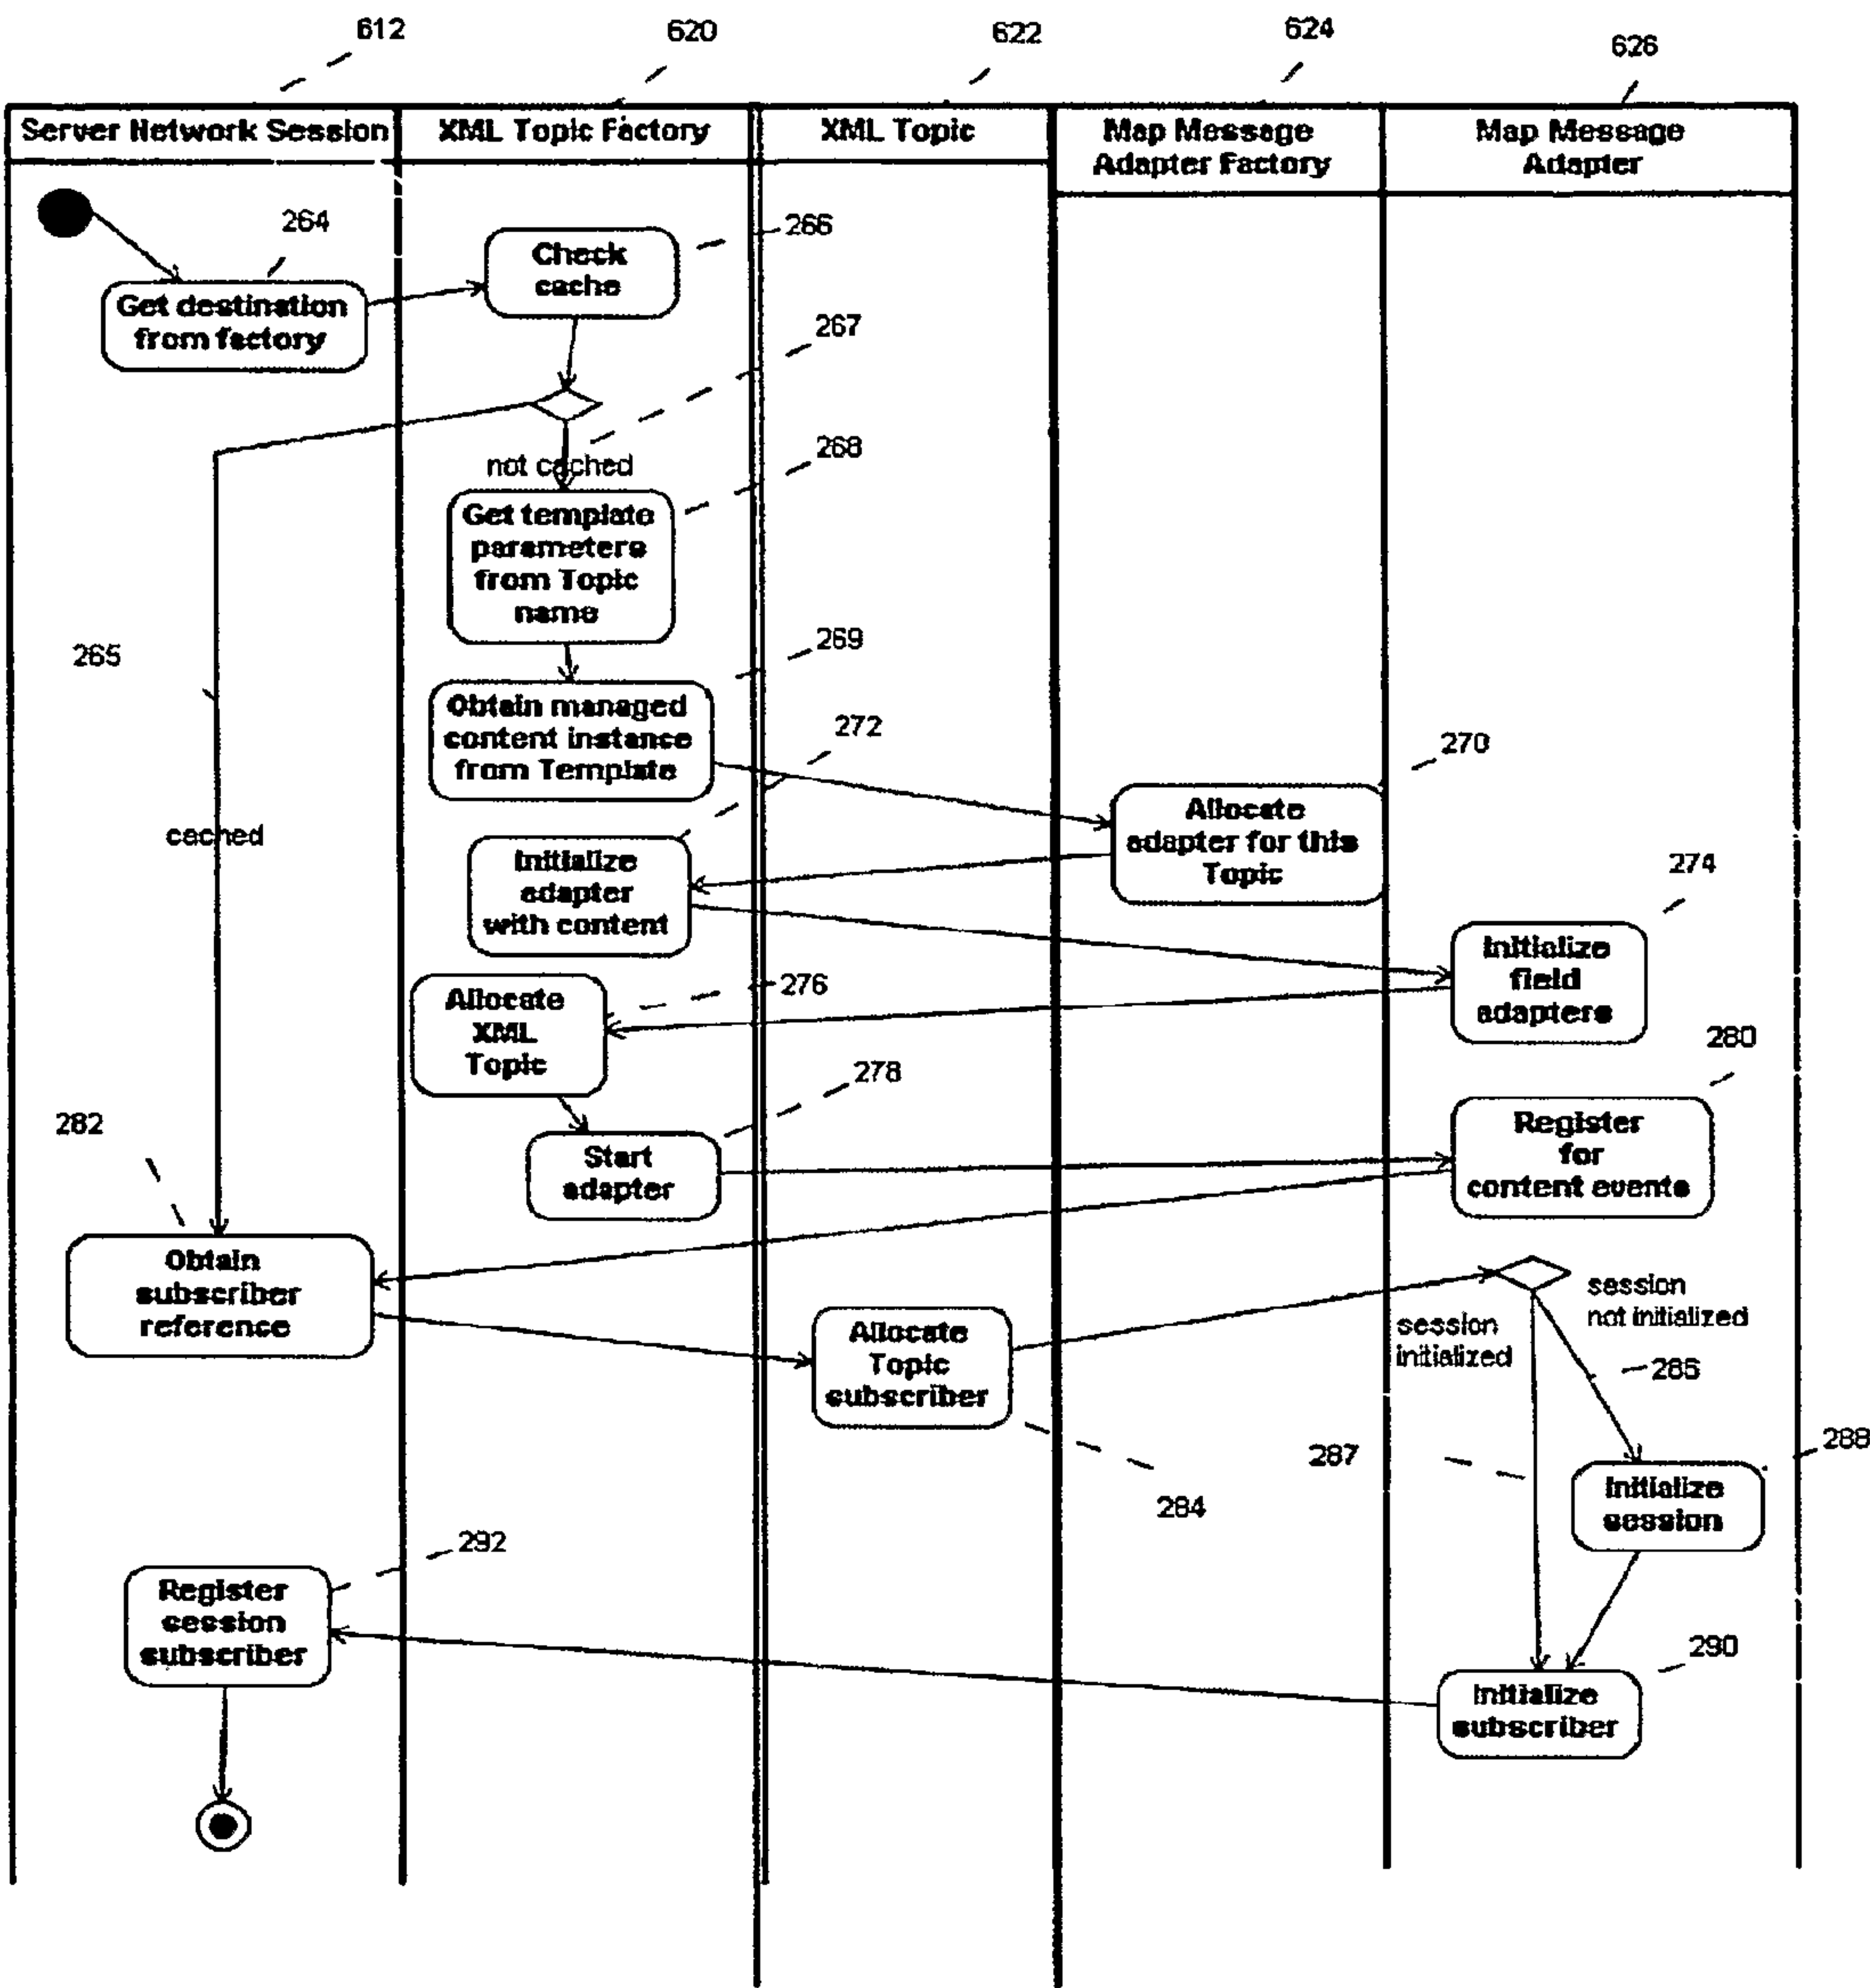 612
620
622
624
626
Server Network Session
XML Topic Factory
XML Topic
Map Message
Adapter Factory
Map Message
Adapter
264
266
Check
cache
Get destination
from factory
267
not cached
268
Get template
parameters
from Topic
name
265
269
Obtain managed
content instance
from Template
272
270
cached
Allocate
adapter for this
Topic
Initialize
adapter
with content
274
Initialize
field
adapters
276
Allocate
XML
Topic
278
280
282
Register
for
content events
Start
adapter
Obtain
subscriber
reference
session
not initialized
session
initialized
Allocate
Topic
subscriber
286
287
288
284
Initialize
session
292
Register
session
subscriber
290
Initialize
subscriber